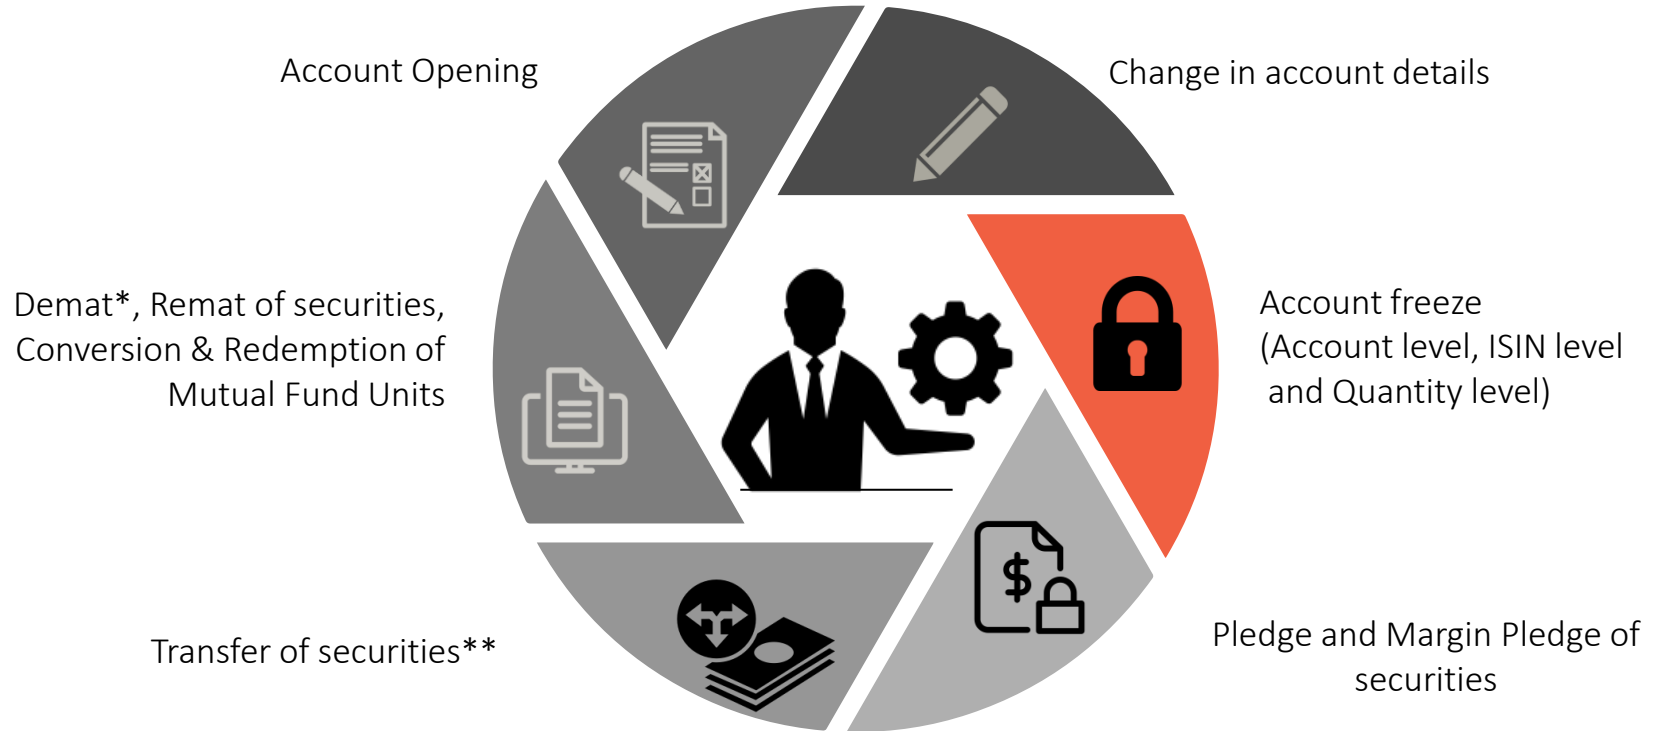 Account Opening
Change in account details
Demat*, Remat of securities,
Conversion & Redemption of
Mutual Fund Units
Account freeze
(Account level, ISIN level
and Quantity level)
Transfer of securities**
Pledge and Margin Pledge of
securities
$